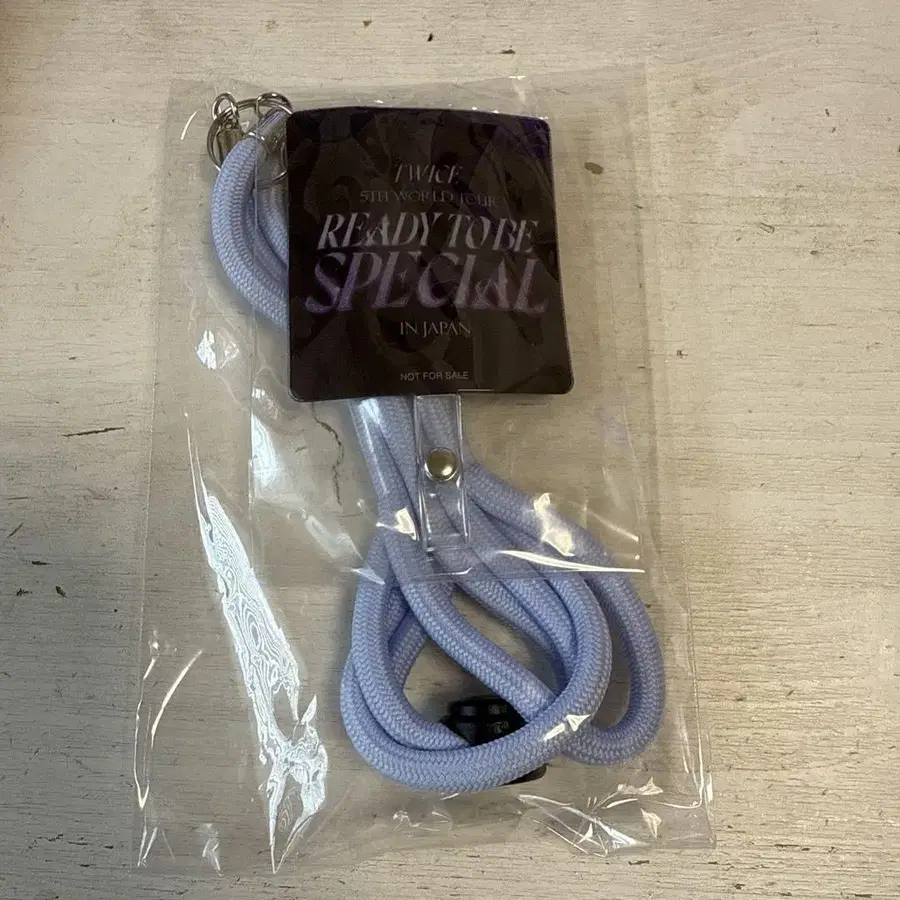 TWICE
5TH WORLD TOUR
READY TO BE
SPECIAL
IN JAPAN
NOT FOR SALE